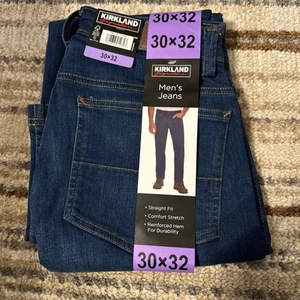 30×32
30×32
KIRKLAND
30×32
KIRKLAND
Men's
Jeans
• Straight Fit
• Comfort Stretch
• Reinforced Hem
For Durability
30×32